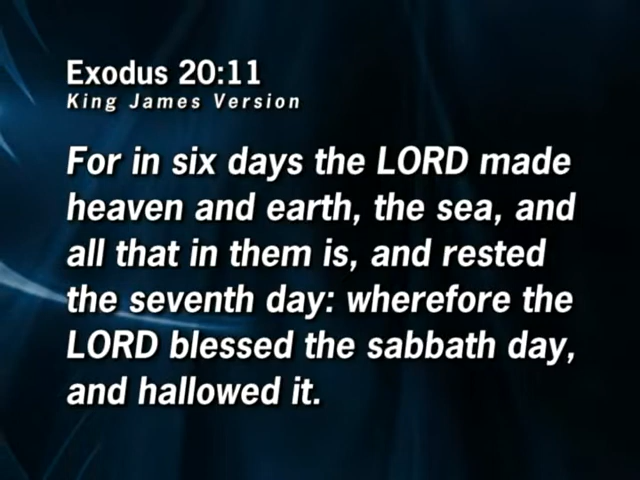 Exodus 20:11
King James Version
For in six days the LORD made
heaven and earth, the sea, and
all that in them is, and rested
the seventh day: wherefore the
LORD blessed the sabbath day,
and hallowed it.